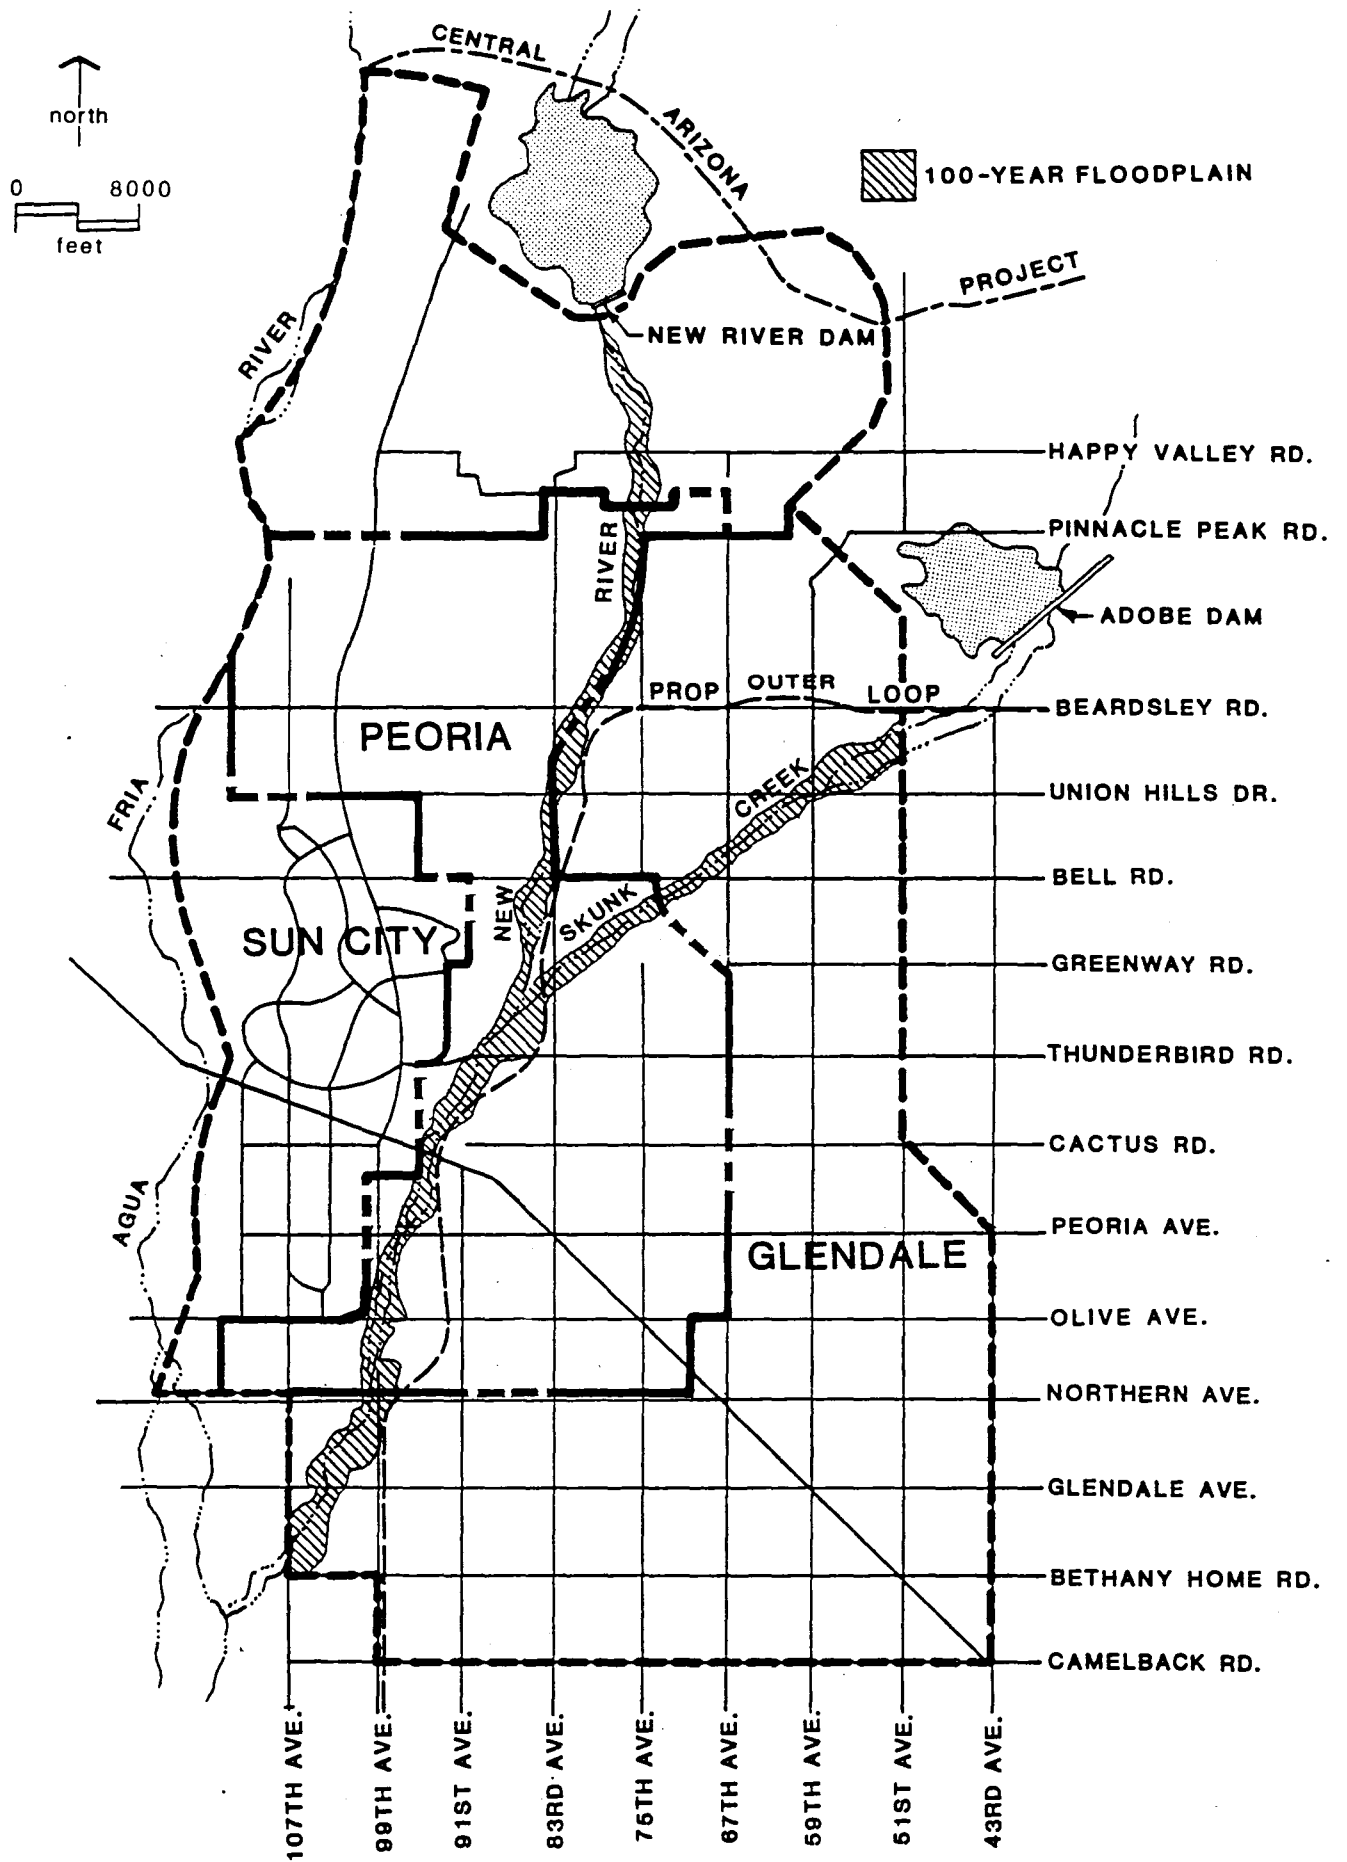 CENTRAL
ARIZONA
PROJECT
north
0 8000
feet
100-YEAR FLOODPLAIN
RIVER
NEW RIVER DAM
HAPPY VALLEY RD.
PINNACLE PEAK RD.
RIVER
ADOBE DAM
PROP OUTER LOOP
BEARDSLEY RD.
PEORIA
FRIA
CREEK
UNION HILLS DR.
BELL RD.
NEW
SKUNK
SUN CITY
GREENWAY RD.
THUNDERBIRD RD.
CACTUS RD.
AGUA
PEORIA AVE.
GLENDALE
OLIVE AVE.
NORTHERN AVE.
GLENDALE AVE.
BETHANY HOME RD.
CAMELBACK RD.
107TH AVE.
99TH AVE.
91ST AVE.
83RD AVE.
75TH AVE.
67TH AVE.
59TH AVE.
51ST AVE.
43RD AVE.